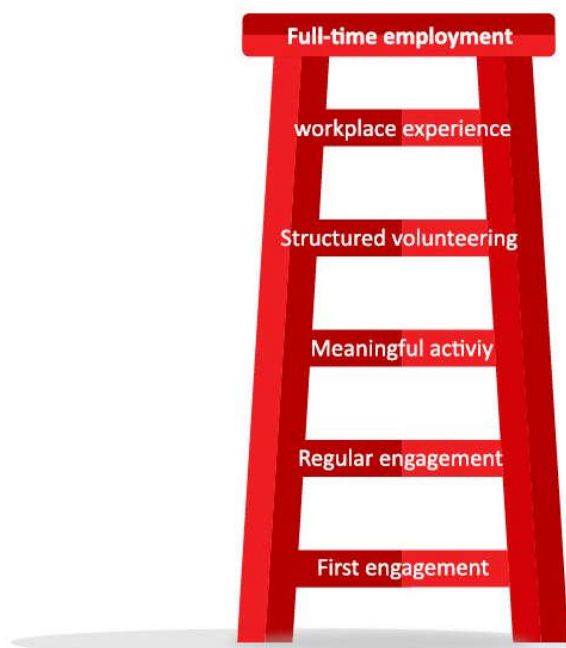 Full-time employment
workplace experience
Structured volunteering
Meaningful activiy
Regular engagement
First engagement